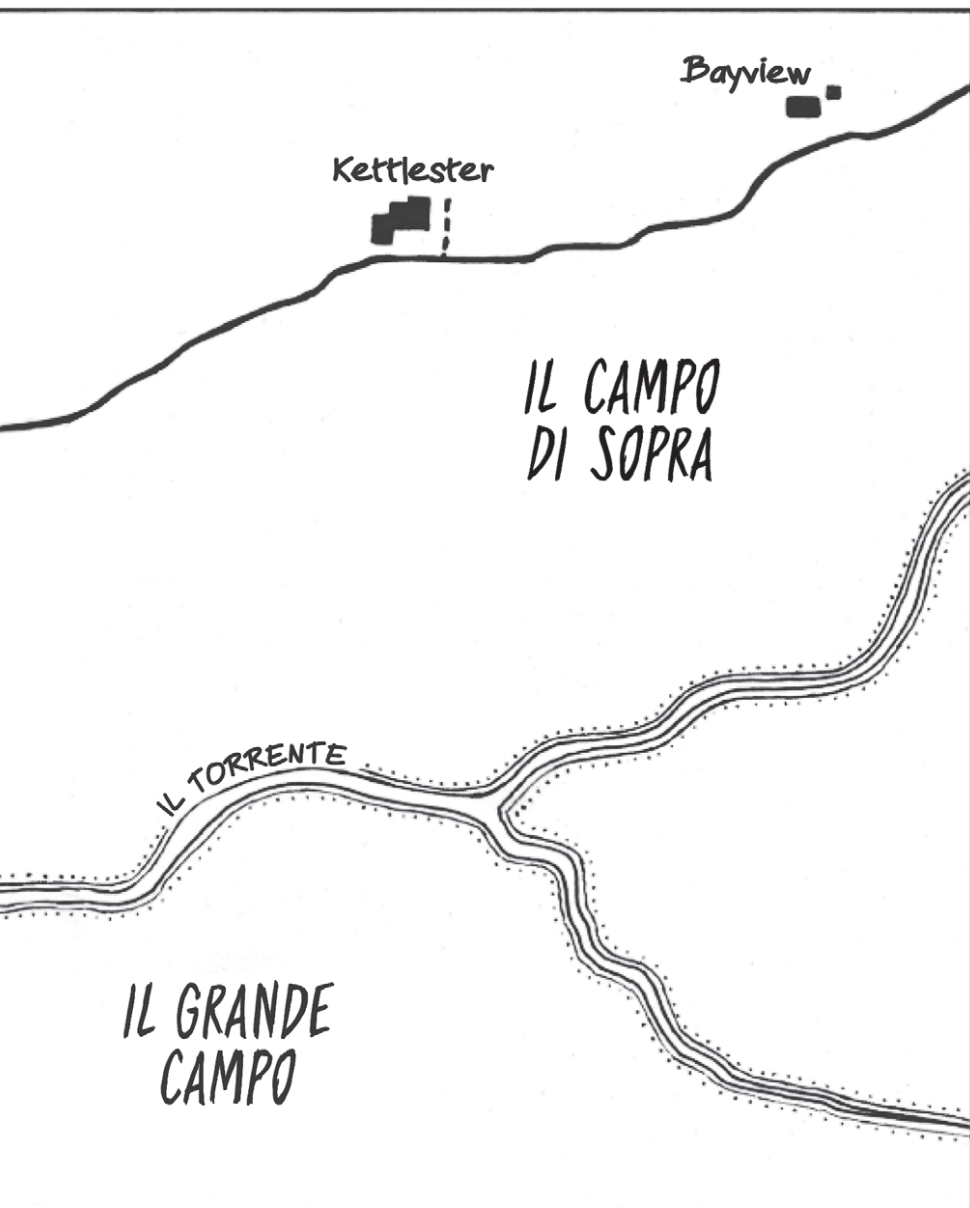 Bayview
Kettlester
IL CAMPO
DI SOPRA
IL TORRENTE
IL GRANDE
CAMPO